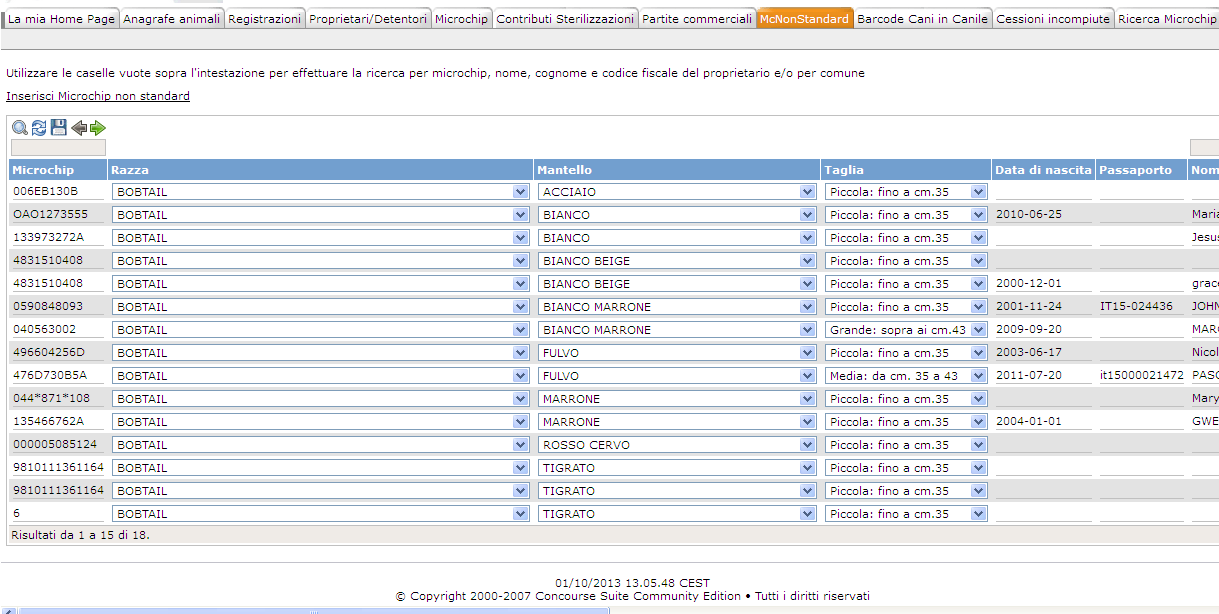 La mia Home Page Anagrafe animali Registrazioni Proprietari/Detentori Microchip Contributi Sterilizzazioni Partite commerciali McNonStandard Barcode Cani in Canile Cessioni incompiute Ricerca Microchip
Utilizzare le caselle vuote sopra l'intestazione per effettuare la ricerca per microchip, nome, cognome e codice fiscale del proprietario e/o per comune
Inserisci Microchip non standard
Microchip Razza Mantello Taglia Data di nascita Passaporto Nom
006EB130B BOBTAIL ACCIAIO Piccola: fino a cm.35
OAO1273555 BOBTAIL BIANCO Piccola: fino a cm.35 2010-06-25 Maria
133973272A BOBTAIL BIANCO Piccola: fino a cm.35 Jesus
4831510408 BOBTAIL BIANCO BEIGE Piccola: fino a cm.35
4831510408 BOBTAIL BIANCO BEIGE Piccola: fino a cm.35 2000-12-01 grace
0590848093 BOBTAIL BIANCO MARRONE Piccola: fino a cm.35 2001-11-24 IT15-024436 JOHN
040563002 BOBTAIL BIANCO MARRONE Grande: sopra ai cm.43 2009-09-20 MARC
496604256D BOBTAIL FULVO Piccola: fino a cm.35 2003-06-17 Nicol
476D730B5A BOBTAIL FULVO Media: da cm. 35 a 43 2011-07-20 it15000021472 PASC
044*871*108 BOBTAIL MARRONE Piccola: fino a cm.35 Mary
135466762A BOBTAIL MARRONE Piccola: fino a cm.35 2004-01-01 GWE
000005085124 BOBTAIL ROSSO CERVO Piccola: fino a cm.35
9810111361164 BOBTAIL TIGRATO Piccola: fino a cm.35
9810111361164 BOBTAIL TIGRATO Piccola: fino a cm.35
6 BOBTAIL TIGRATO Piccola: fino a cm.35
Risultati da 1 a 15 di 18.
01/10/2013 13.05.48 CEST
© Copyright 2000-2007 Concourse Suite Community Edition • Tutti i diritti riservati